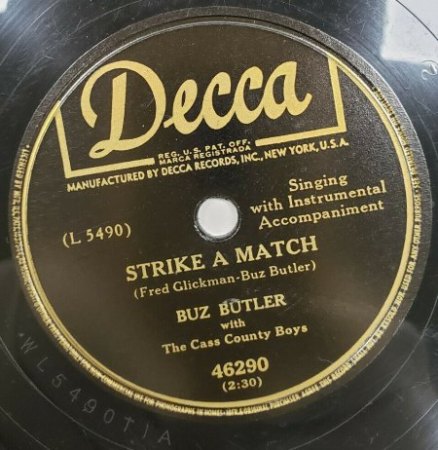 Decca
REG. U.S. PAT. OFF.
MARCA REGISTRADA
MANUFACTURED BY DECCA RECORDS, INC., NEW YORK, U.S.A.
Singing
with Instrumental
Accompaniment
(L 5490)
STRIKE A MATCH
(Fred Glickman-Buz Butler)
BUZ BUTLER
with
The Cass County Boys
46290
(2:30)
WL5490T1A